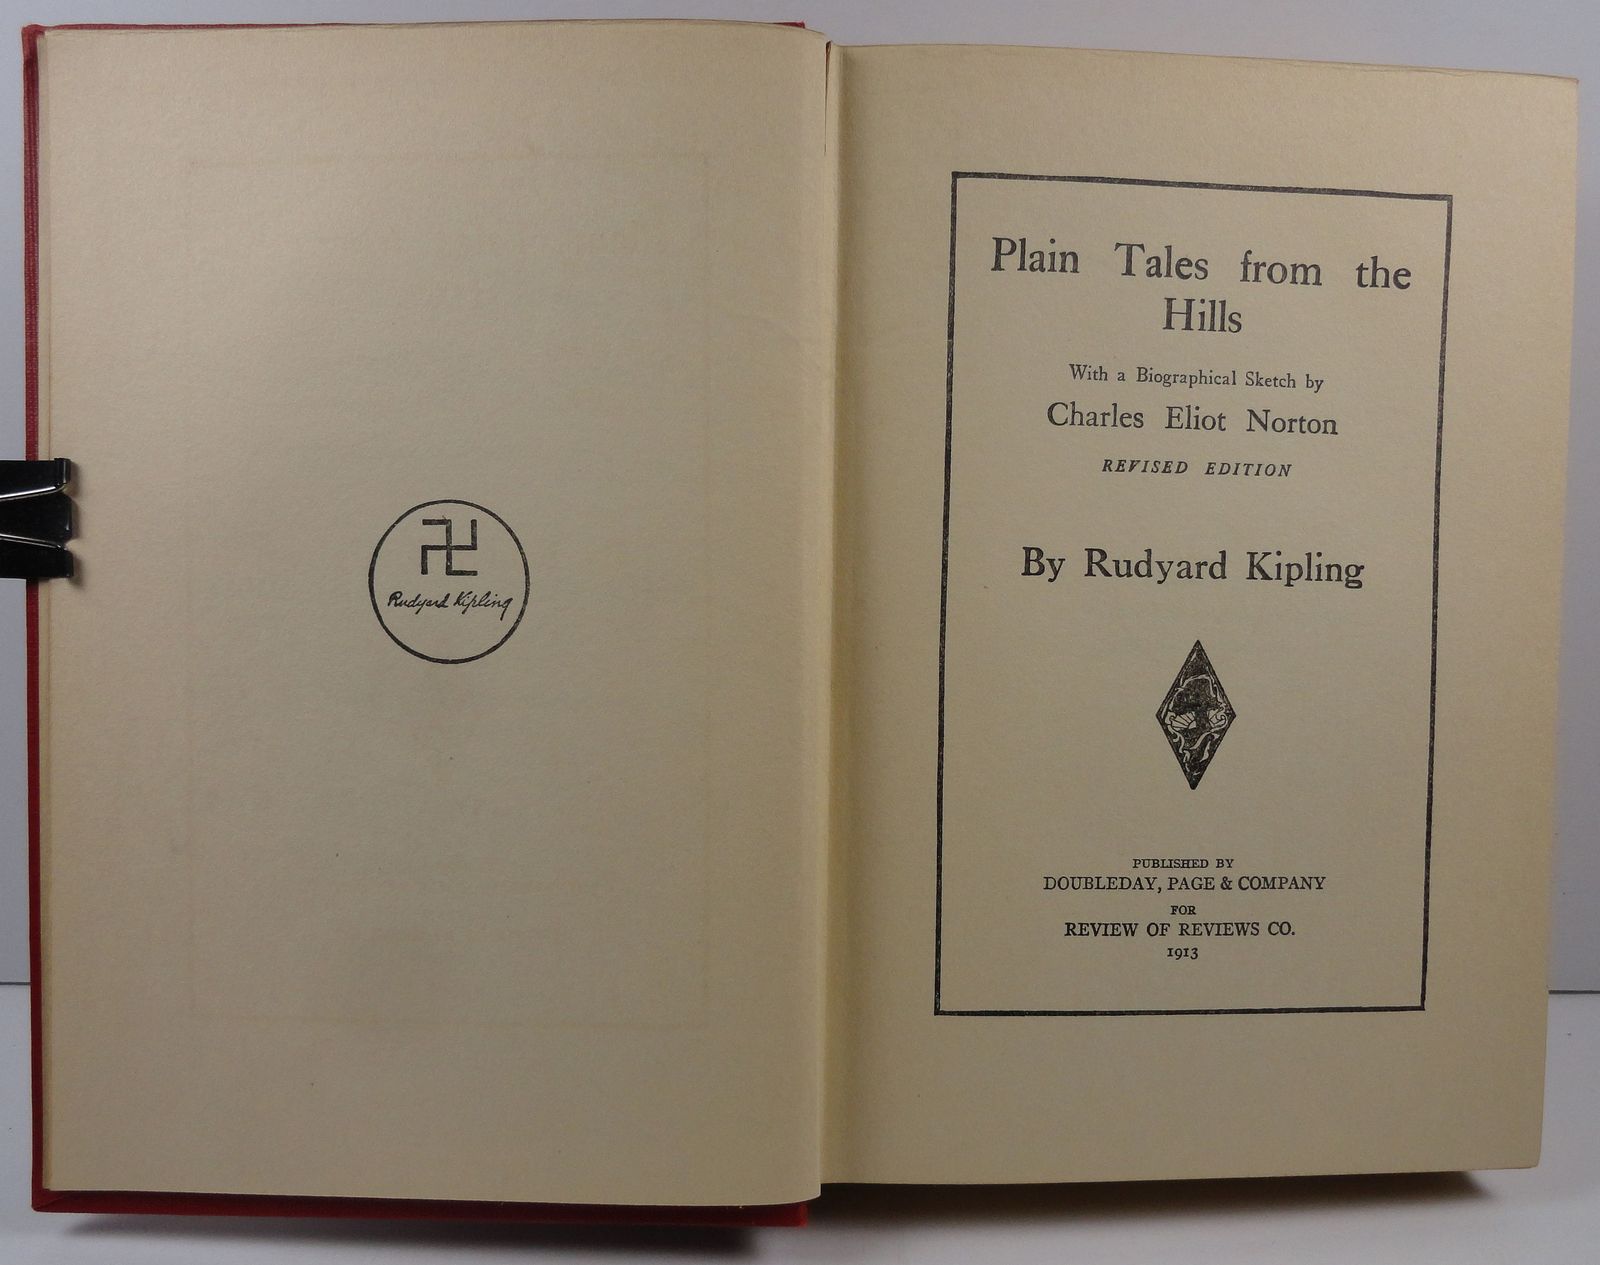 Rudyard Kipling
Plain Tales from the
Hills
With a Biographical Sketch by
Charles Eliot Norton
REVISED EDITION
By Rudyard Kipling
PUBLISHED BY
DOUBLEDAY, PAGE & COMPANY
FOR
REVIEW OF REVIEWS CO.
1913